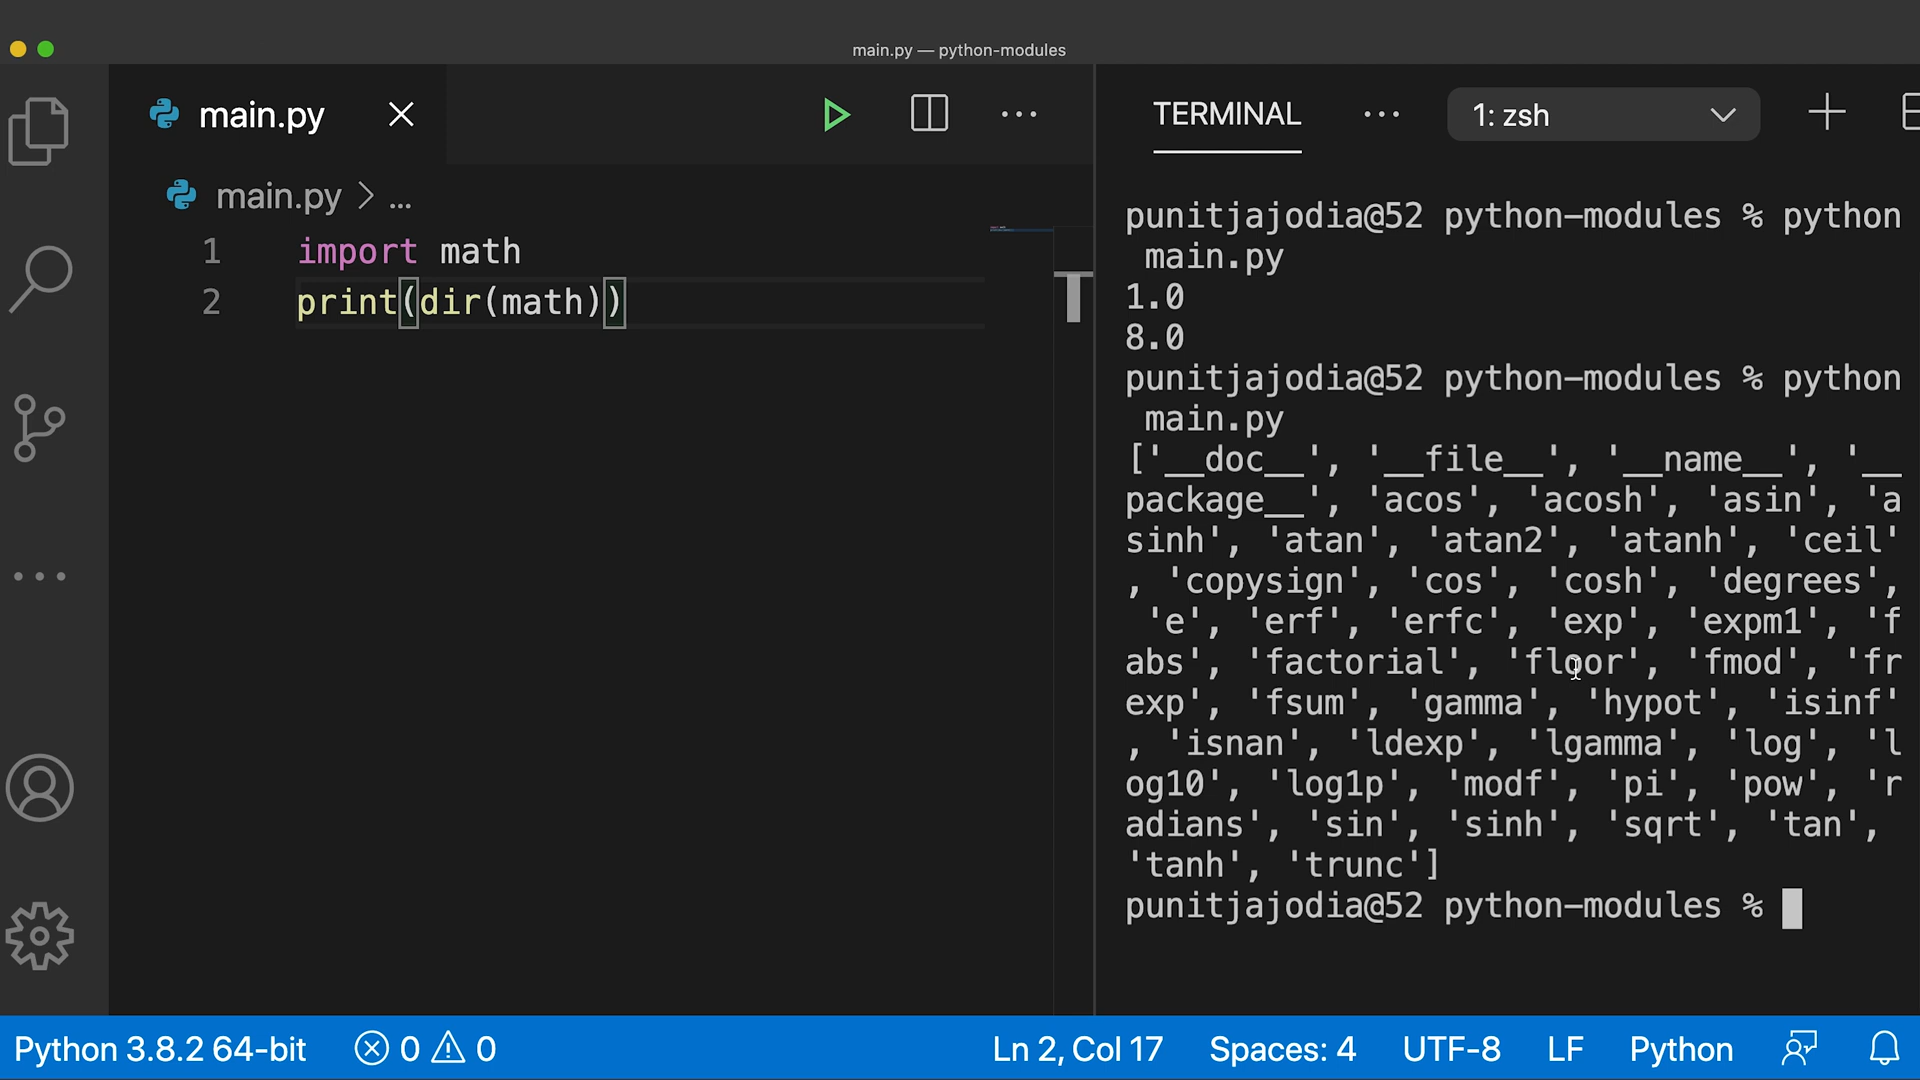 main.py — python-modules
main.py
main.py > ...
1 import math
2 print(dir(math))
TERMINAL
1: zsh
punitjajodia@52 python-modules % python
main.py
1.0
8.0
punitjajodia@52 python-modules % python
main.py
['__doc__', '__file__', '__name__', '__
package__', 'acos', 'acosh', 'asin', 'a
sinh', 'atan', 'atan2', 'atanh', 'ceil'
, 'copysign', 'cos', 'cosh', 'degrees',
'e', 'erf', 'erfc', 'exp', 'expm1', 'f
abs', 'factorial', 'floor', 'fmod', 'fr
exp', 'fsum', 'gamma', 'hypot', 'isinf'
, 'isnan', 'ldexp', 'lgamma', 'log', 'l
og10', 'log1p', 'modf', 'pi', 'pow', 'r
adians', 'sin', 'sinh', 'sqrt', 'tan',
'tanh', 'trunc']
punitjajodia@52 python-modules %
Python 3.8.2 64-bit 0 0 Ln 2, Col 17 Spaces: 4 UTF-8 LF Python